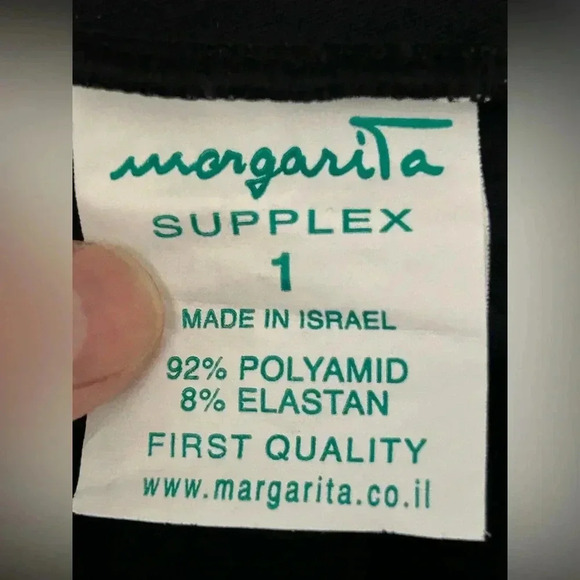 margarita
SUPPLEX
1
MADE IN ISRAEL
92% POLYAMID
8% ELASTAN
FIRST QUALITY
www.margarita.co.il